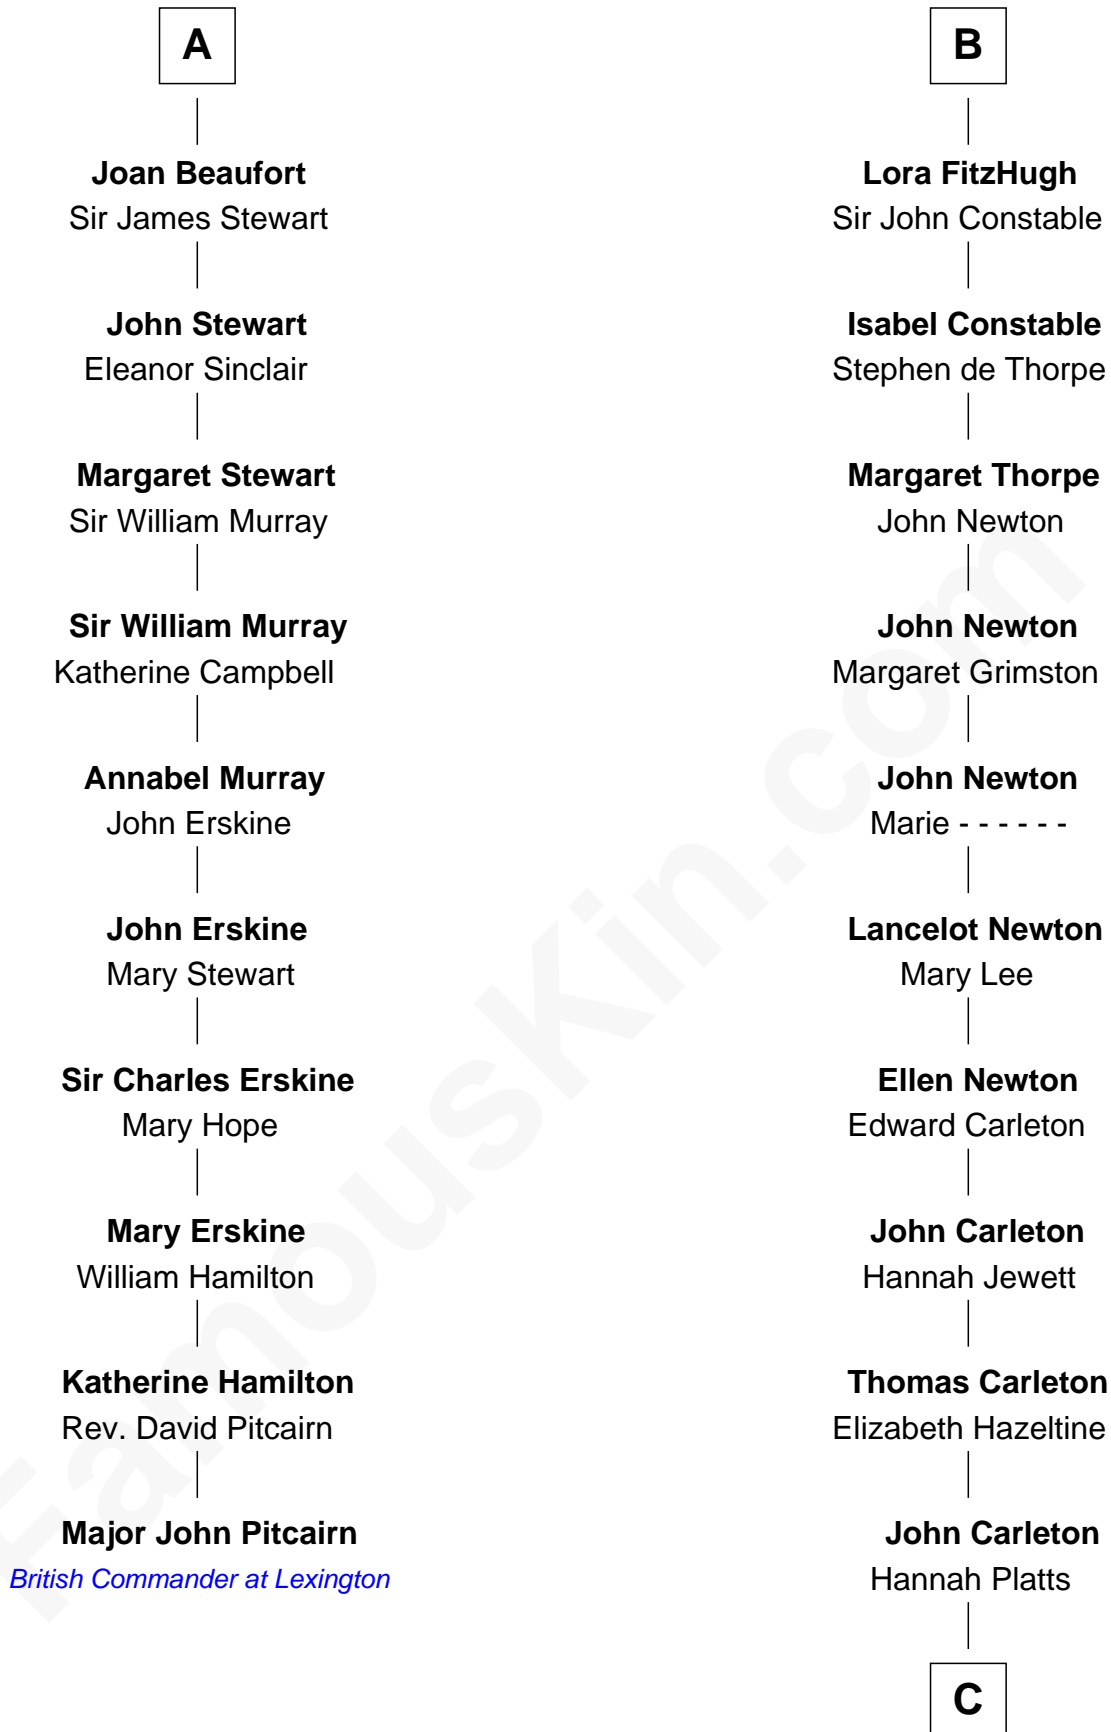 A
Joan Beaufort
Sir James Stewart
John Stewart
Eleanor Sinclair
Margaret Stewart
Sir William Murray
Sir William Murray
Katherine Campbell
Annabel Murray
John Erskine
John Erskine
Mary Stewart
Sir Charles Erskine
Mary Hope
Mary Erskine
William Hamilton
Katherine Hamilton
Rev. David Pitcairn
Major John Pitcairn
British Commander at Lexington
B
Lora FitzHugh
Sir John Constable
Isabel Constable
Stephen de Thorpe
Margaret Thorpe
John Newton
John Newton
Margaret Grimston
John Newton
Marie - - - - - -
Lancelot Newton
Mary Lee
Ellen Newton
Edward Carleton
John Carleton
Hannah Jewett
Thomas Carleton
Elizabeth Hazeltine
John Carleton
Hannah Platts
C
FamousKin.com